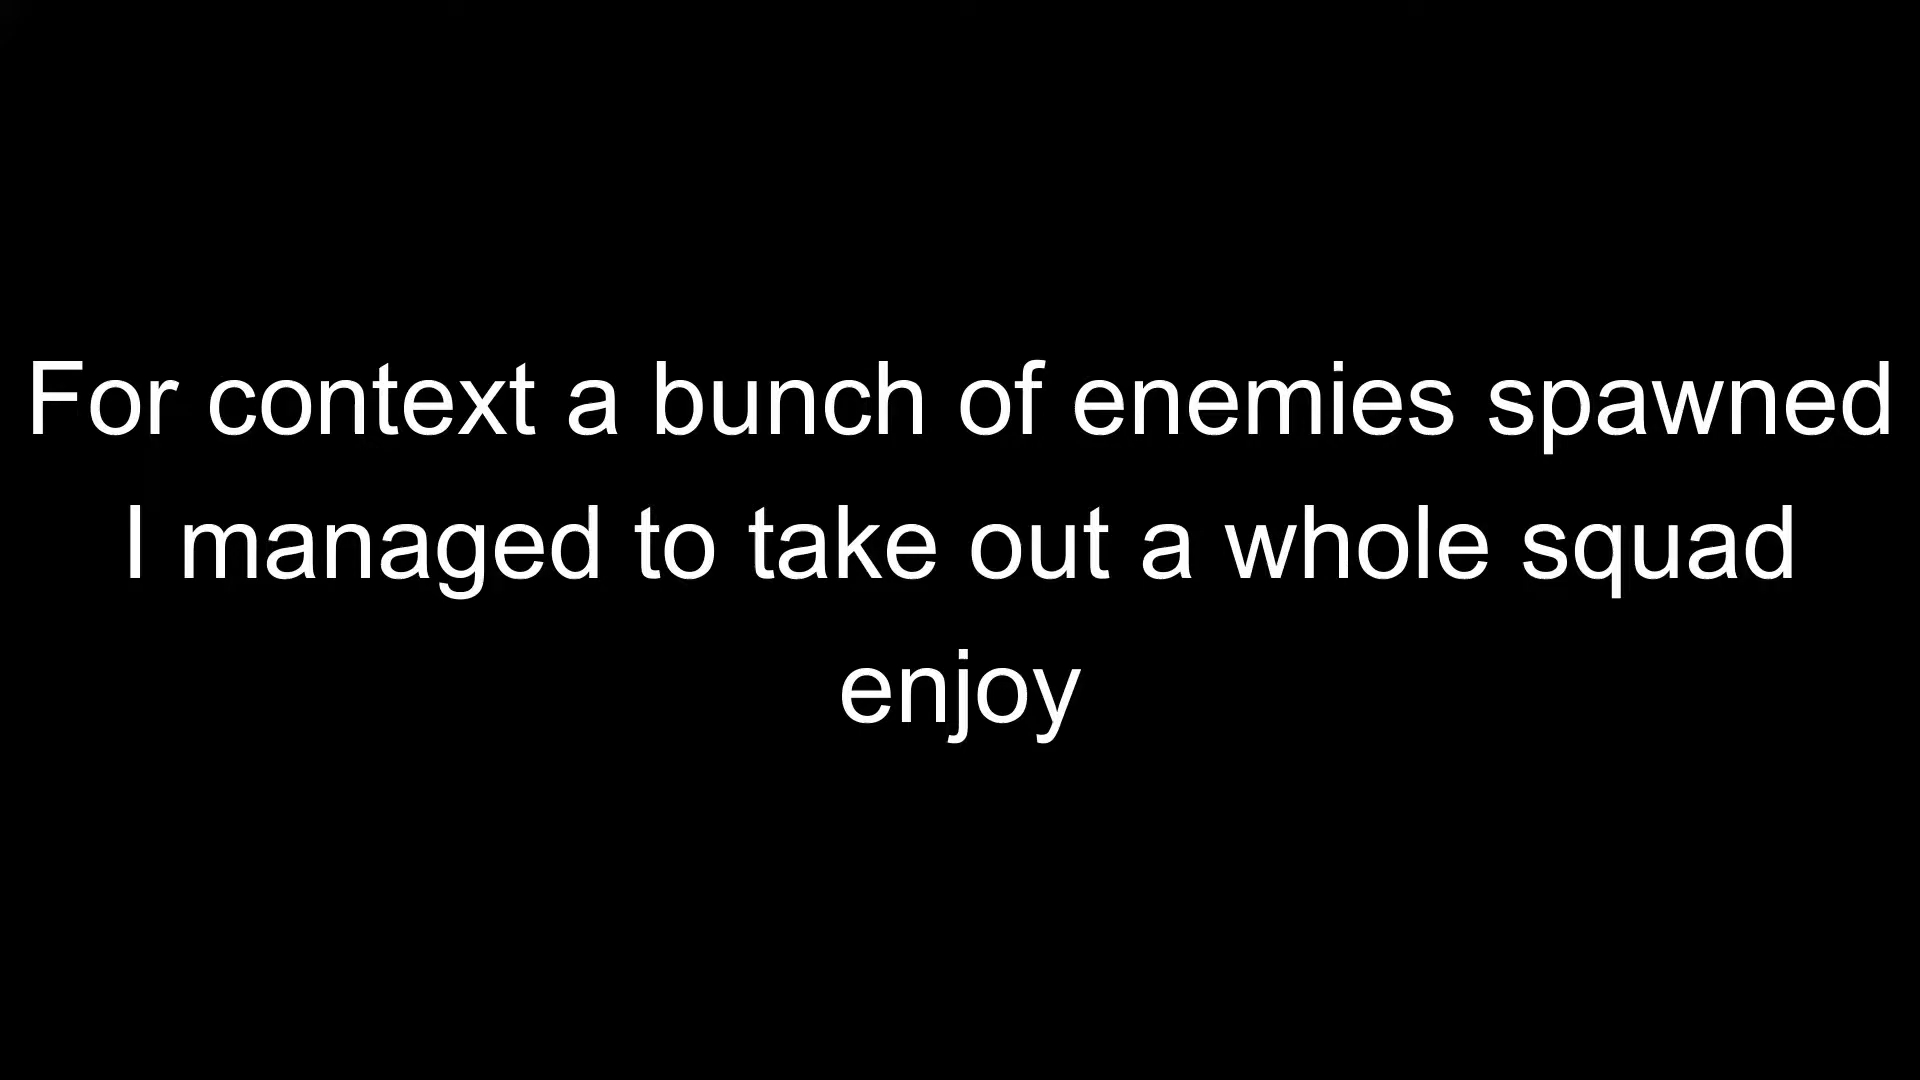 For context a bunch of enemies spawned
I managed to take out a whole squad
enjoy